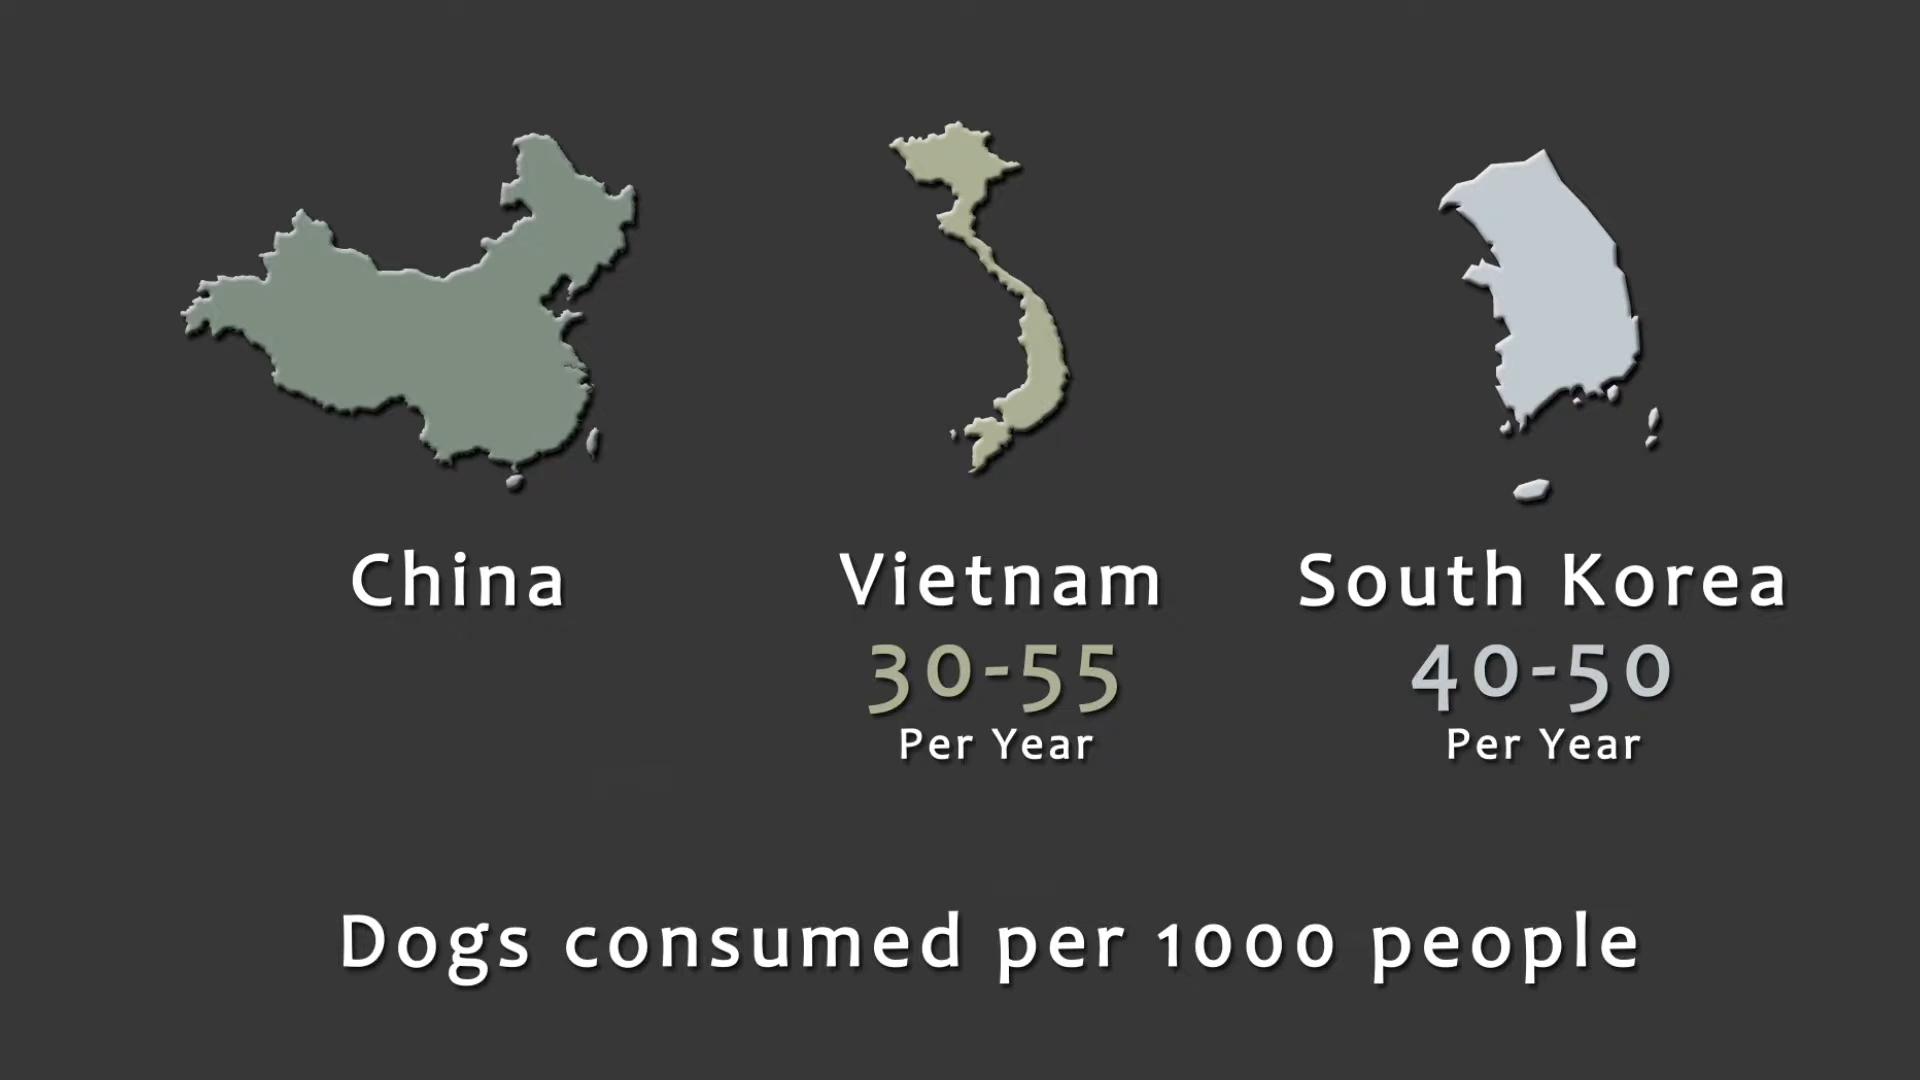 China
Vietnam
30-55
Per Year
South Korea
40-50
Per Year
Dogs consumed per 1000 people